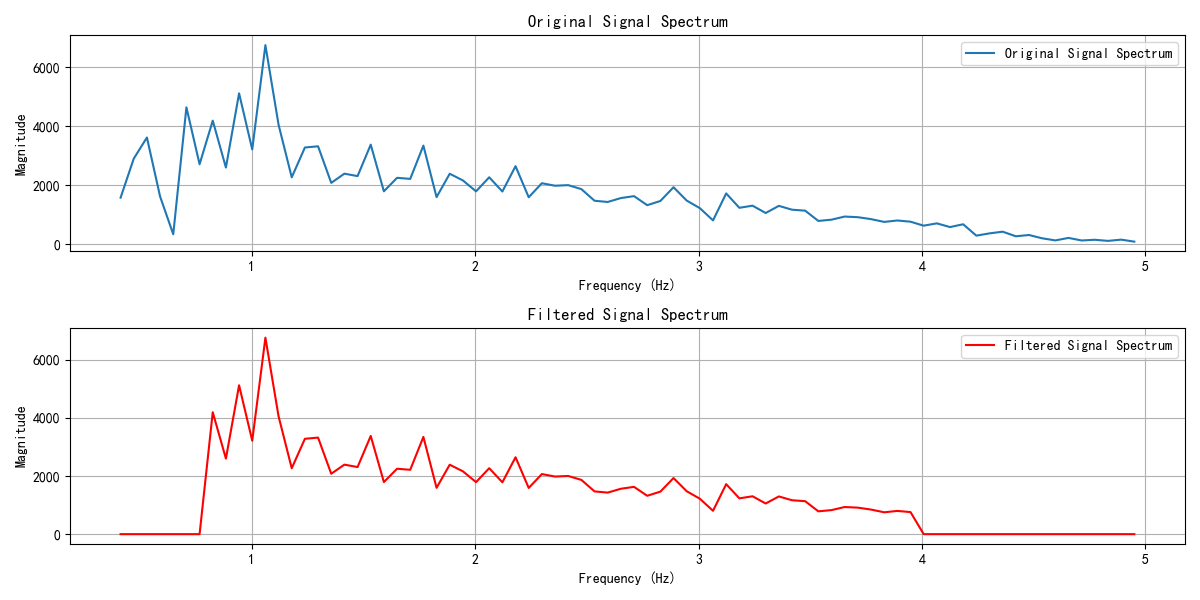 Original Signal Spectrum
Original Signal Spectrum
Magnitude
6000
4000
2000
0
1 2 3 4 5
Frequency (Hz)
Filtered Signal Spectrum
Filtered Signal Spectrum
Magnitude
6000
4000
2000
0
1 2 3 4 5
Frequency (Hz)